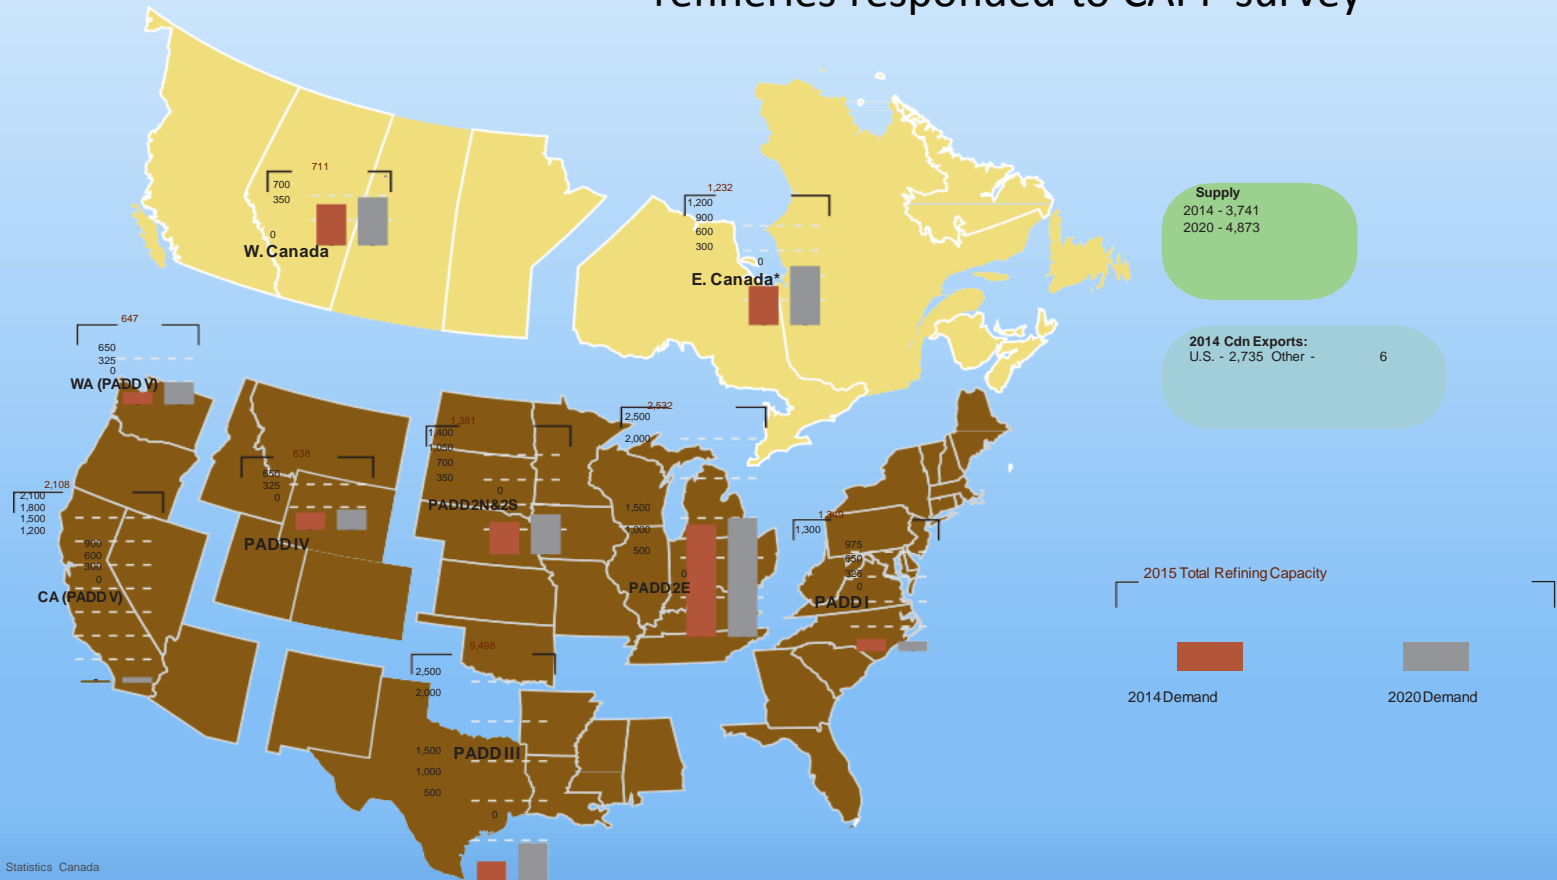 refineries responded to CAPP survey
711
700
350
0
W. Canada
1,232
1,200
900
600
300
0
E. Canada*
Supply
2014 - 3,741
2020 - 4,873
2014 Cdn Exports:
U.S. - 2,735 Other - 6
647
650
325
0
WA (PADD V)
638
650
325
0
PADD IV
1,381
1,400
1,050
700
350
0
PADD2N&2S
2,532
2,500
2,000
1,500
1,000
500
0
PADD2E
2,108
2,100
1,800
1,500
1,200
900
600
300
0
CA (PADD V)
1,300
975
650
325
0
PADD I
2015 Total Refining Capacity
2014 Demand
2020 Demand
9,498
2,500
2,000
1,500
1,000
500
0
PADD III
Statistics Canada